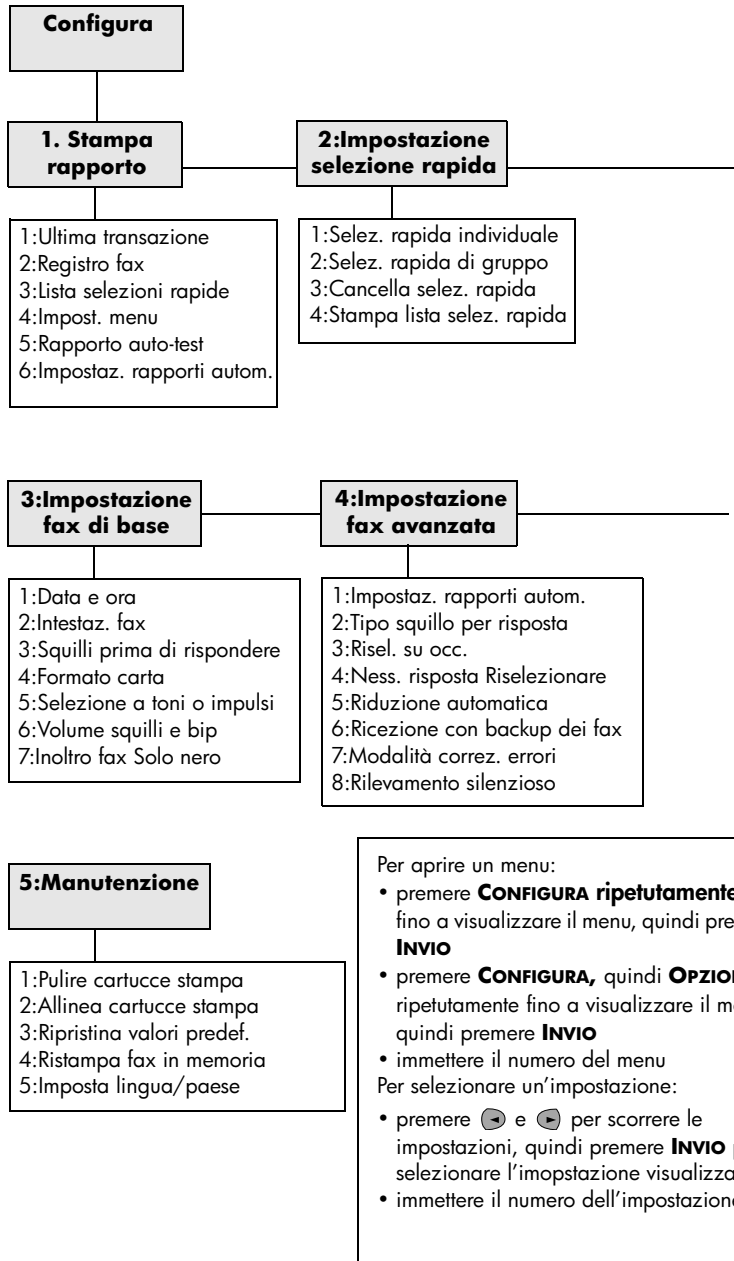 Configura
1. Stampa
rapporto
2:Impostazione
selezione rapida
1:Ultima transazione
2:Registro fax
3:Lista selezioni rapide
4:Impost. menu
5:Rapporto auto-test
6:Impostaz. rapporti autom.
1:Selez. rapida individuale
2:Selez. rapida di gruppo
3:Cancella selez. rapida
4:Stampa lista selez. rapida
3:Impostazione
fax di base
4:Impostazione
fax avanzata
1:Data e ora
2:Intestaz. fax
3:Squilli prima di rispondere
4:Formato carta
5:Selezione a toni o impulsi
6:Volume squilli e bip
7:Inoltro fax Solo nero
1:Impostaz. rapporti autom.
2:Tipo squillo per risposta
3:Risel. su occ.
4:Ness. risposta Riselezionare
5:Riduzione automatica
6:Ricezione con backup dei fax
7:Modalità correz. errori
8:Rilevamento silenzioso
5:Manutenzione
1:Pulire cartucce stampa
2:Allinea cartucce stampa
3:Ripristina valori predef.
4:Ristampa fax in memoria
5:Imposta lingua/paese
Per aprire un menu:
• premere CONFIGURA ripetutamente
fino a visualizzare il menu, quindi
INVIO
• premere CONFIGURA, quindi
ripetutamente fino a visualizzare il
quindi premere INVIO
• immettere il numero del menu
Per selezionare un'impostazione:
• premere e per scorrere le
impostazioni, quindi premere INVIO
selezionare l'imopstazione
• immettere il numero dell'impostazione